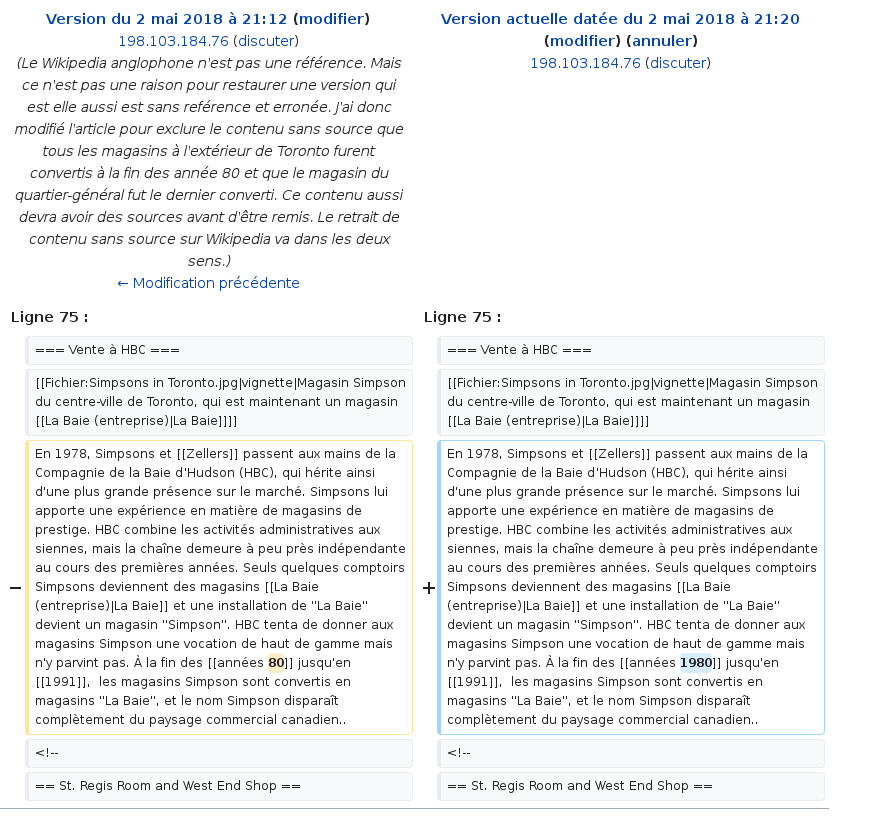 Version du 2 mai 2018 à 21:12 (modifier)
198.103.184.76 (discuter)
(Le Wikipedia anglophone n'est pas une référence. Mais
ce n'est pas une raison pour restaurer une version qui
est elle aussi est sans reférence et erronée. J'ai donc
modifié l'article pour exclure le contenu sans source que
tous les magasins à l'extérieur de Toronto furent
convertis à la fin des année 80 et que le magasin du
quartier-général fut le dernier converti. Ce contenu aussi
devra avoir des sources avant d'être remis. Le retrait de
contenu sans source sur Wikipedia va dans les deux
sens.)
← Modification précédente
Version actuelle datée du 2 mai 2018 à 21:20
(modifier) (annuler)
198.103.184.76 (discuter)
Ligne 75 :
=== Vente à HBC ===
[[Fichier:Simpsons in Toronto.jpg|vignette|Magasin Simpson
du centre-ville de Toronto, qui est maintenant un magasin
[[La Baie (entreprise)|La Baie]]]]
−
En 1978, Simpsons et [[Zellers]] passent aux mains de la
Compagnie de la Baie d'Hudson (HBC), qui hérite ainsi
d'une plus grande présence sur le marché. Simpsons lui
apporte une expérience en matière de magasins de
prestige. HBC combine les activités administratives aux
siennes, mais la chaîne demeure à peu près indépendante
au cours des premières années. Seuls quelques comptoirs
Simpsons deviennent des magasins [[La Baie
(entreprise)|La Baie]] et une installation de ''La Baie''
devient un magasin ''Simpson''. HBC tenta de donner aux
magasins Simpson une vocation de haut de gamme mais
n'y parvint pas. À la fin des [[années 80]] jusqu'en
[[1991]],  les magasins Simpson sont convertis en
magasins ''La Baie'', et le nom Simpson disparaît
complètement du paysage commercial canadien..
<!--
== St. Regis Room and West End Shop ==
Ligne 75 :
=== Vente à HBC ===
[[Fichier:Simpsons in Toronto.jpg|vignette|Magasin Simpson
du centre-ville de Toronto, qui est maintenant un magasin
[[La Baie (entreprise)|La Baie]]]]
+
En 1978, Simpsons et [[Zellers]] passent aux mains de la
Compagnie de la Baie d'Hudson (HBC), qui hérite ainsi
d'une plus grande présence sur le marché. Simpsons lui
apporte une expérience en matière de magasins de
prestige. HBC combine les activités administratives aux
siennes, mais la chaîne demeure à peu près indépendante
au cours des premières années. Seuls quelques comptoirs
Simpsons deviennent des magasins [[La Baie
(entreprise)|La Baie]] et une installation de ''La Baie''
devient un magasin ''Simpson''. HBC tenta de donner aux
magasins Simpson une vocation de haut de gamme mais
n'y parvint pas. À la fin des [[années 1980]] jusqu'en
[[1991]],  les magasins Simpson sont convertis en
magasins ''La Baie'', et le nom Simpson disparaît
complètement du paysage commercial canadien..
<!--
== St. Regis Room and West End Shop ==